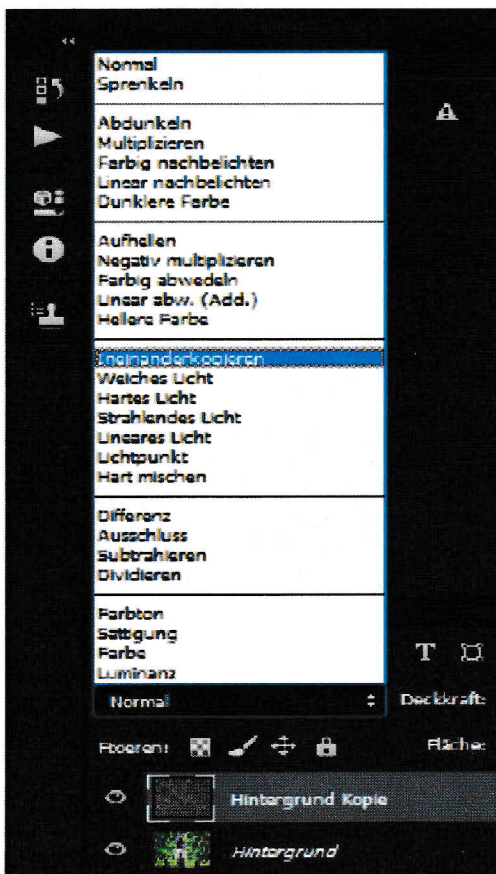 Normal
Sprenkeln
Abdunkeln
Multiplizieren
Farbig nachbelichten
Linear nachbelichten
Dunklere Farbe
Aufhellen
Negativ multiplizieren
Farbig abwedeln
Linear abw. (Add.)
Hellere Farbe
Ineinanderkopieren
Weiches Licht
Hartes Licht
Strahlendes Licht
Lineares Licht
Lichtpunkt
Hart mischen
Differenz
Ausschluss
Subtrahieren
Dividieren
Farbton
Sättigung
Farbe
Luminanz
T
Normal Deckkraft:
Fixieren: Fläche:
Hintergrund Kopie
Hintergrund